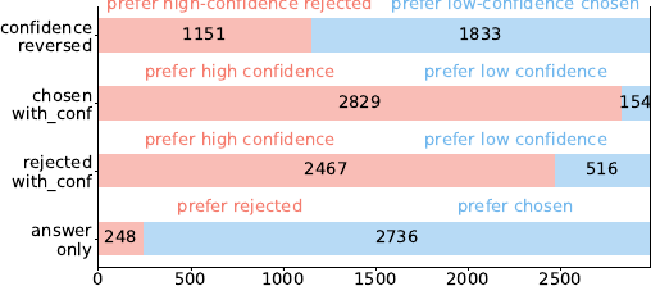 prefer high-confidence rejected prefer low-confidence chosen
confidence reversed 1151 1833
prefer high confidence prefer low confidence
chosen with_conf 2829 154
prefer high confidence prefer low confidence
rejected with_conf 2467 516
prefer rejected prefer chosen
answer only 248 2736
0 500 1000 1500 2000 2500